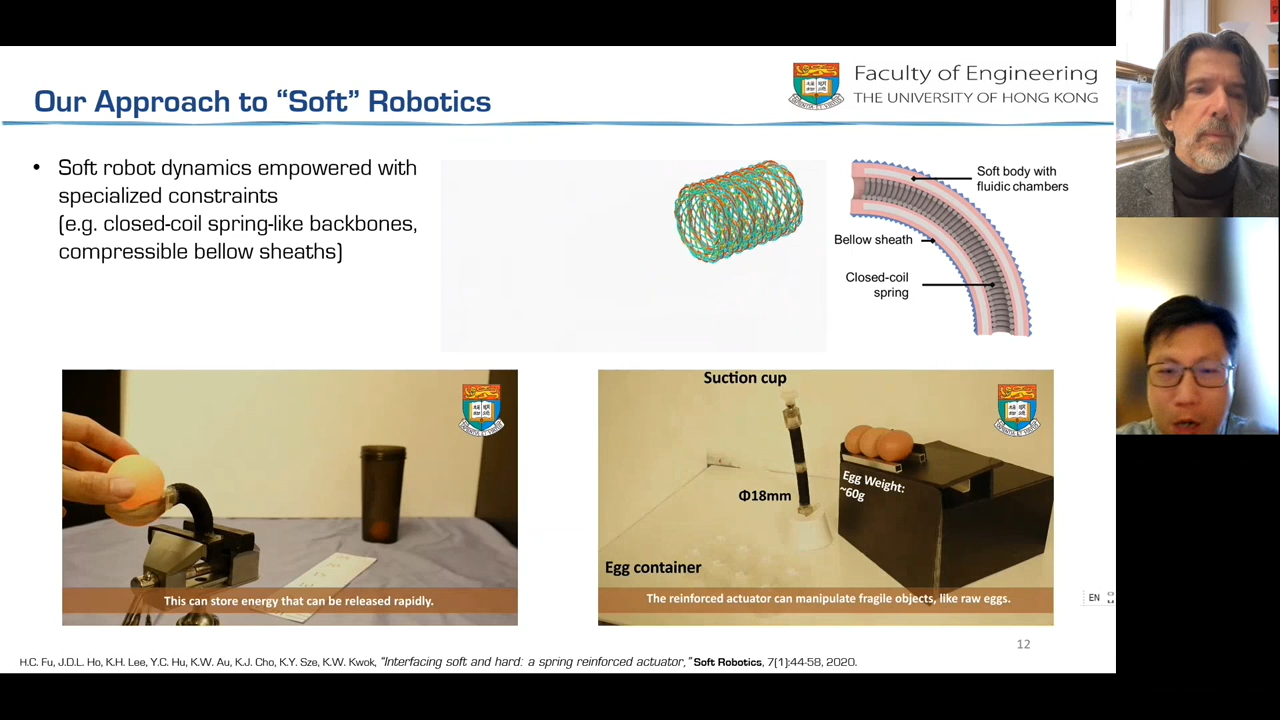 Our Approach to “Soft” Robotics
Faculty of Engineering
THE UNIVERSITY OF HONG KONG
• Soft robot dynamics empowered with
specialized constraints
(e.g. closed-coil spring-like backbones,
compressible bellow sheaths)
Soft body with
fluidic chambers
Bellow sheath
Closed-coil
spring
This can store energy that can be released rapidly.
Suction cup
Φ18mm
Egg Weight:
~60g
Egg container
The reinforced actuator can manipulate fragile objects, like raw eggs.
EN
12
H.C. Fu, J.D.L. Ho, K.H. Lee, Y.C. Hu, K.W. Au, K.J. Cho, K.Y. Sze, K.W. Kwok, “Interfacing soft and hard: a spring reinforced actuator,” Soft Robotics, 7(1):44-58, 2020.